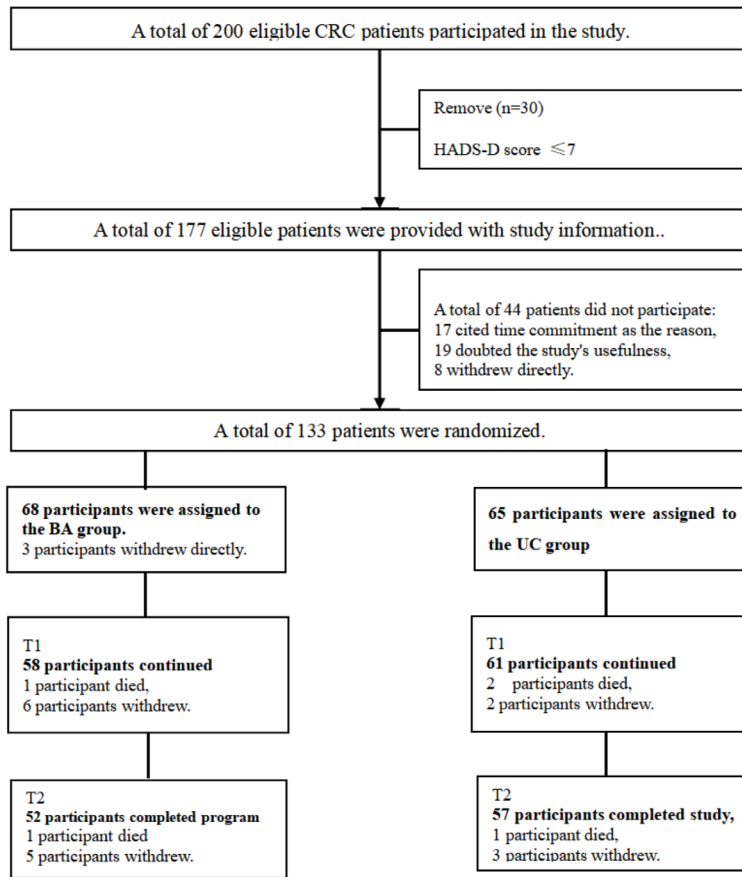 A total of 200 eligible CRC patients participated in the study.
Remove (n=30)
HADS-D score ≤7
A total of 177 eligible patients were provided with study information..
A total of 44 patients did not participate:
17 cited time commitment as the reason,
19 doubted the study's usefulness,
8 withdrew directly.
A total of 133 patients were randomized.
68 participants were assigned to
the BA group.
3 participants withdrew directly.
65 participants were assigned to
the UC group
T1
58 participants continued
1 participant died,
6 participants withdrew.
T1
61 participants continued
2 participants died,
2 participants withdrew.
T2
52 participants completed program
1 participant died
5 participants withdrew.
T2
57 participants completed study,
1 participant died,
3 participants withdrew.